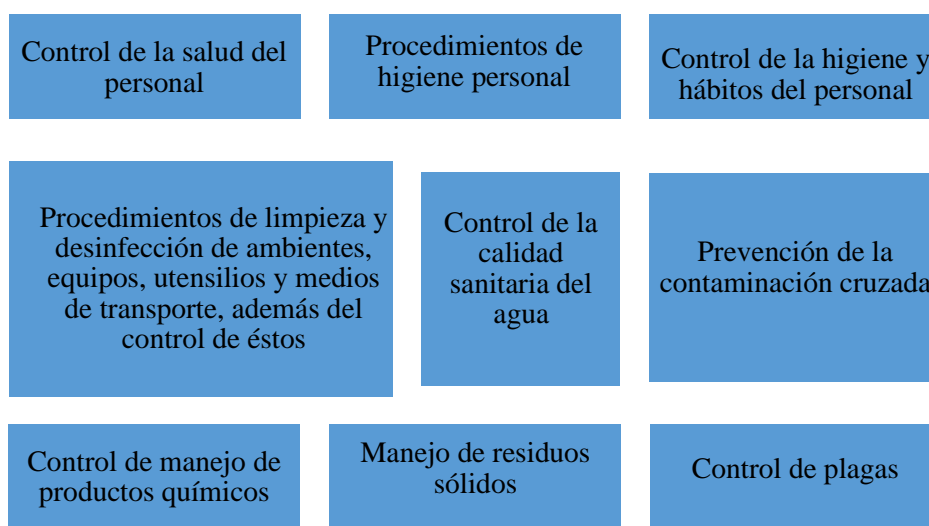 Control de la salud del
personal
Procedimientos de
higiene personal
Control de la higiene y
hábitos del personal
Procedimientos de limpieza y
desinfección de ambientes,
equipos, utensilios y medios
de transporte, además del
control de éstos
Control de la
calidad
sanitaria del
agua
Prevención de la
contaminación cruzada
Control de manejo de
productos químicos
Manejo de residuos
sólidos
Control de plagas